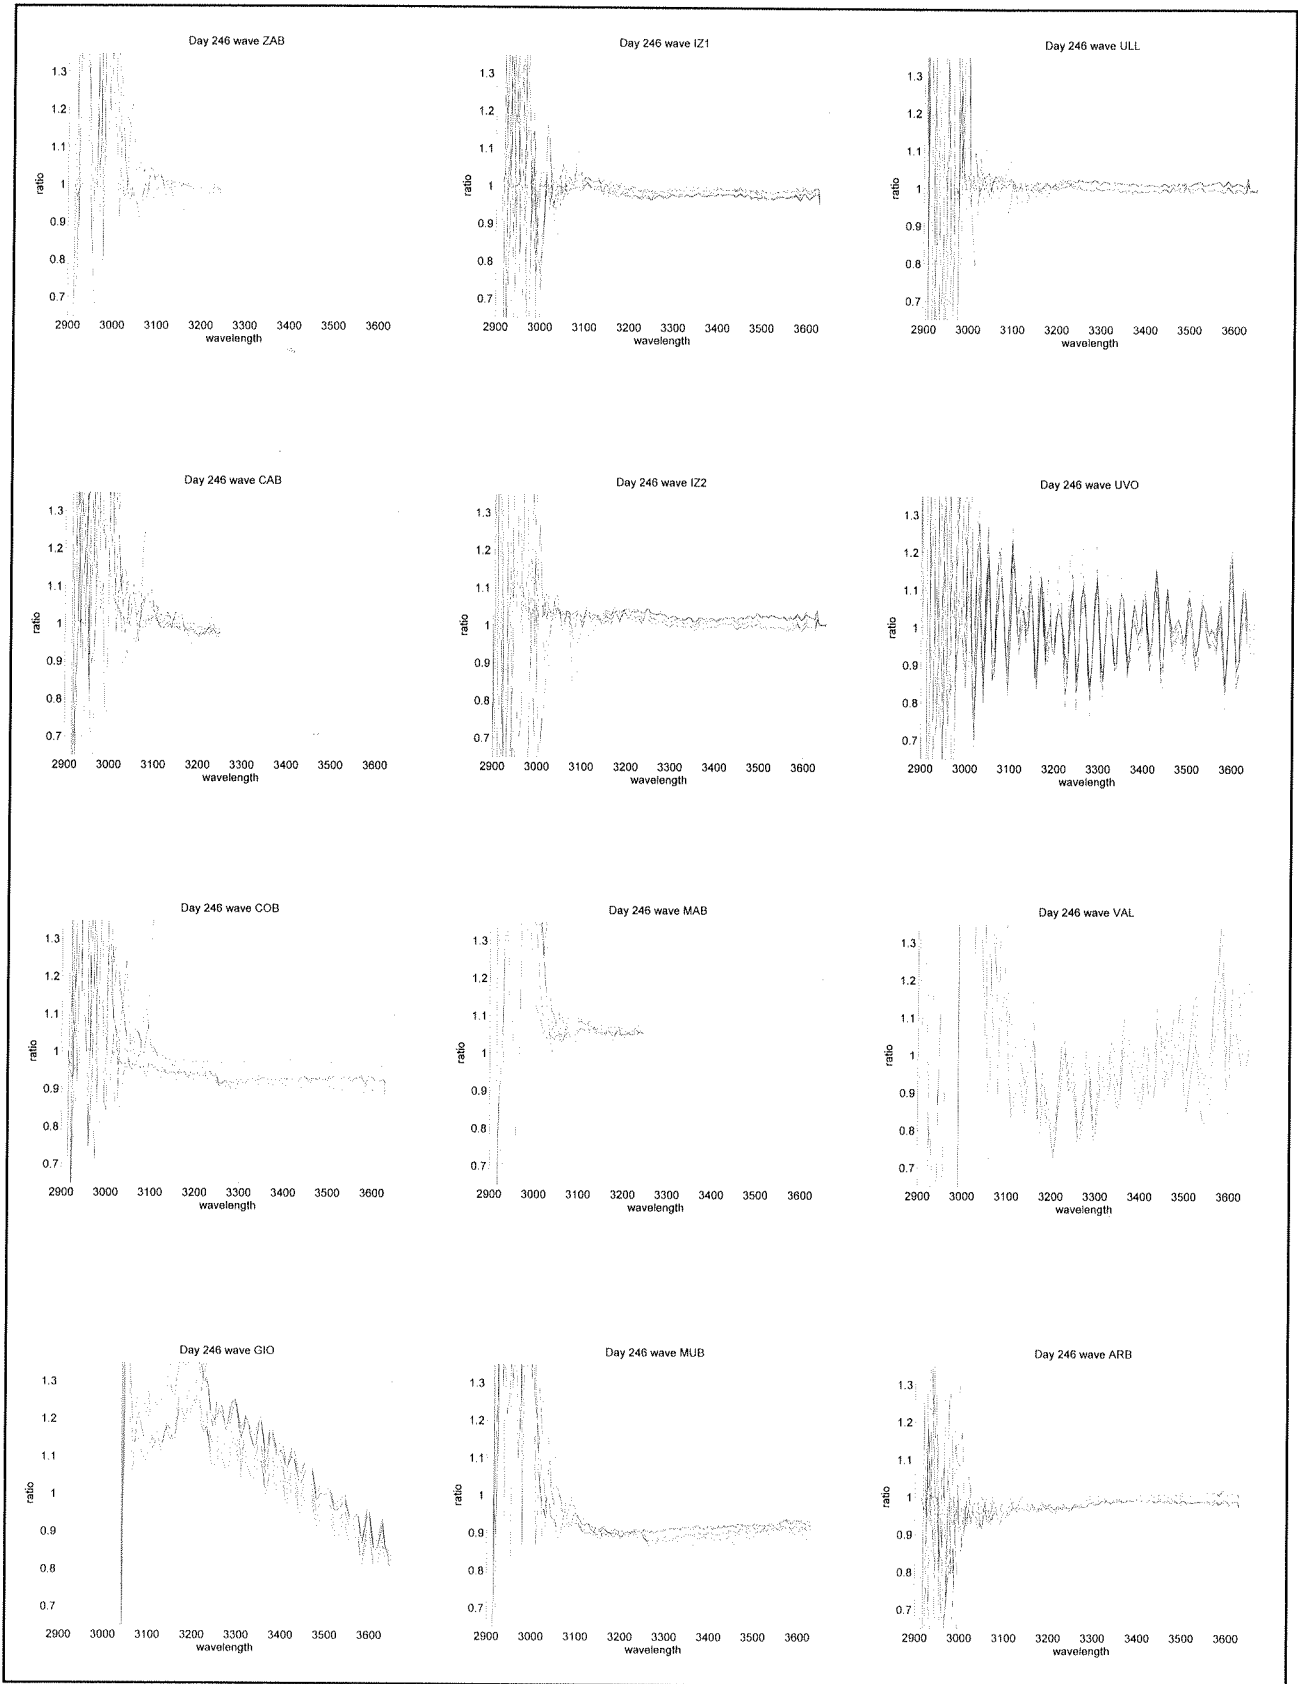 Day 246 wave ZAB
1.3
1.2
1.1
1
0.9
0.8
0.7
ratio
2900 3000 3100 3200 3300 3400 3500 3600
wavelength
Day 246 wave IZ1
1.3
1.2
1.1
1
0.9
0.8
0.7
ratio
2900 3000 3100 3200 3300 3400 3500 3600
wavelength
Day 246 wave ULL
1.3
1.2
1.1
1
0.9
0.8
0.7
ratio
2900 3000 3100 3200 3300 3400 3500 3600
wavelength
Day 246 wave CAB
1.3
1.2
1.1
1
0.9
0.8
0.7
ratio
2900 3000 3100 3200 3300 3400 3500 3600
wavelength
Day 246 wave IZ2
1.3
1.2
1.1
1
0.9
0.8
0.7
ratio
2900 3000 3100 3200 3300 3400 3500 3600
wavelength
Day 246 wave UVO
1.3
1.2
1.1
1
0.9
0.8
0.7
ratio
2900 3000 3100 3200 3300 3400 3500 3600
wavelength
Day 246 wave COB
1.3
1.2
1.1
1
0.9
0.8
0.7
ratio
2900 3000 3100 3200 3300 3400 3500 3600
wavelength
Day 246 wave MAB
1.3
1.2
1.1
1
0.9
0.8
0.7
ratio
2900 3000 3100 3200 3300 3400 3500 3600
wavelength
Day 246 wave VAL
1.3
1.2
1.1
1
0.9
0.8
0.7
ratio
2900 3000 3100 3200 3300 3400 3500 3600
wavelength
Day 246 wave GIO
1.3
1.2
1.1
1
0.9
0.8
0.7
ratio
2900 3000 3100 3200 3300 3400 3500 3600
wavelength
Day 246 wave MUB
1.3
1.2
1.1
1
0.9
0.8
0.7
ratio
2900 3000 3100 3200 3300 3400 3500 3600
wavelength
Day 246 wave ARB
1.3
1.2
1.1
1
0.9
0.8
0.7
ratio
2900 3000 3100 3200 3300 3400 3500 3600
wavelength